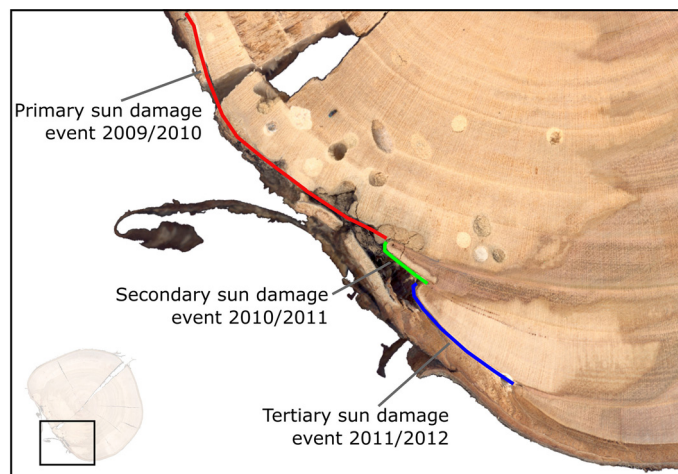 Primary sun damage
event 2009/2010
Secondary sun damage
event 2010/2011
Tertiary sun damage
event 2011/2012